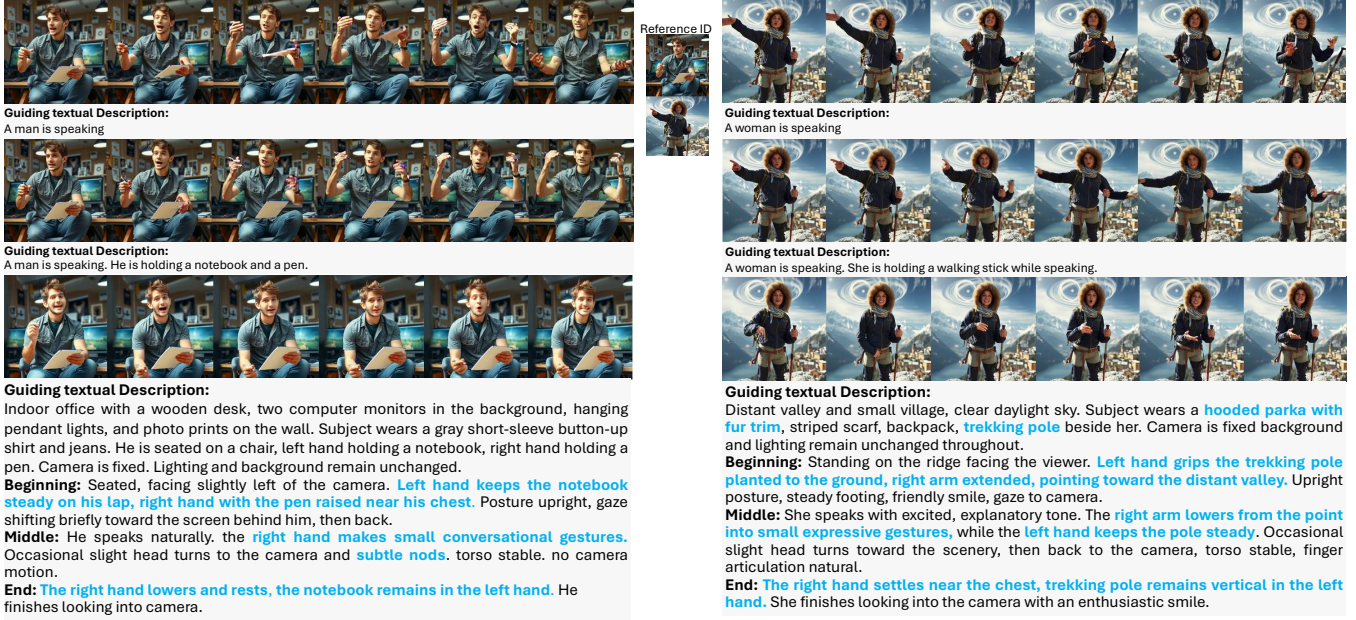 Guiding textual Description:
A man is speaking
Guiding textual Description:
A man is speaking. He is holding a notebook and a pen.
Guiding textual Description:
Indoor office with a wooden desk, two computer monitors in the background, hanging
pendant lights, and photo prints on the wall. Subject wears a gray short-sleeve button-up
shirt and jeans. He is seated on a chair, left hand holding a notebook, right hand holding a
pen. Camera is fixed. Lighting and background remain unchanged.
Beginning: Seated, facing slightly left of the camera. Left hand keeps the notebook
steady on his lap, right hand with the pen raised near his chest. Posture upright, gaze
shifting briefly toward the screen behind him, then back.
Middle: He speaks naturally. the right hand makes small conversational gestures.
Occasional slight head turns to the camera and subtle nods. torso stable. no camera
motion.
End: The right hand lowers and rests, the notebook remains in the left hand. He
finishes looking into camera.
Reference ID
Guiding textual Description:
A woman is speaking
Guiding textual Description:
A woman is speaking. She is holding a walking stick while speaking.
Guiding textual Description:
Distant valley and small village, clear daylight sky. Subject wears a hooded parka with
fur trim, striped scarf, backpack, trekking pole beside her. Camera is fixed background
and lighting remain unchanged throughout.
Beginning: Standing on the ridge facing the viewer. Left hand grips the trekking pole
planted to the ground, right arm extended, pointing toward the distant valley. Upright
posture, steady footing, friendly smile, gaze to camera.
Middle: She speaks with excited, explanatory tone. The right arm lowers from the point
into small expressive gestures, while the left hand keeps the pole steady. Occasional
slight head turns toward the scenery, then back to the camera, torso stable, finger
articulation natural.
End: The right hand settles near the chest, trekking pole remains vertical in the left
hand. She finishes looking into the camera with an enthusiastic smile.